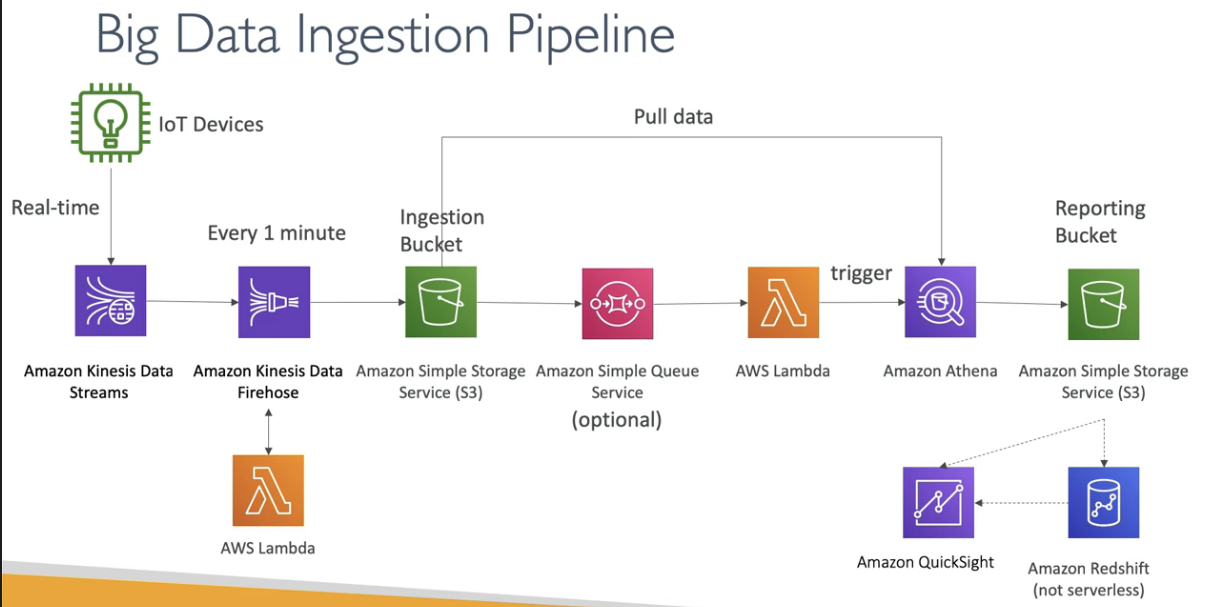 Big Data Ingestion Pipeline
IoT Devices
Pull data
Real-time
Every 1 minute
Ingestion
Bucket
Reporting
Bucket
trigger
Amazon Kinesis Data
Streams
Amazon Kinesis Data
Firehose
Amazon Simple Storage
Service (S3)
Amazon Simple Queue
Service
(optional)
AWS Lambda
Amazon Athena
Amazon Simple Storage
Service (S3)
AWS Lambda
Amazon QuickSight
Amazon Redshift
(not serverless)